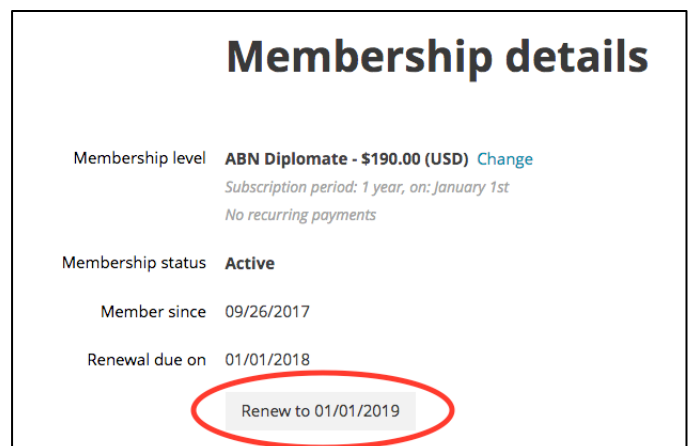 Membership details
Membership level ABN Diplomate - $190.00 (USD) Change
Subscription period: 1 year, on: January 1st
No recurring payments
Membership status Active
Member since 09/26/2017
Renewal due on 01/01/2018
Renew to 01/01/2019